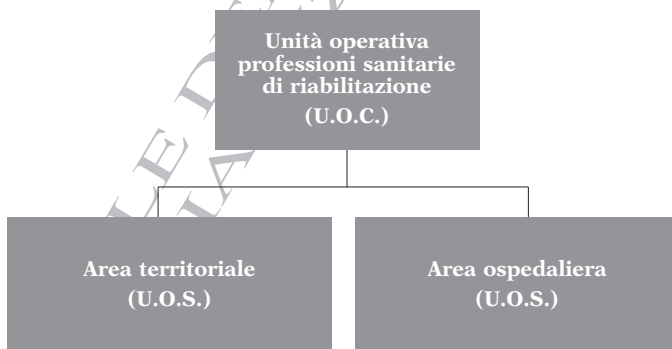 Unità operativa
professioni sanitarie
di riabilitazione
(U.O.C.)
Area territoriale
(U.O.S.)
Area ospedaliera
(U.O.S.)